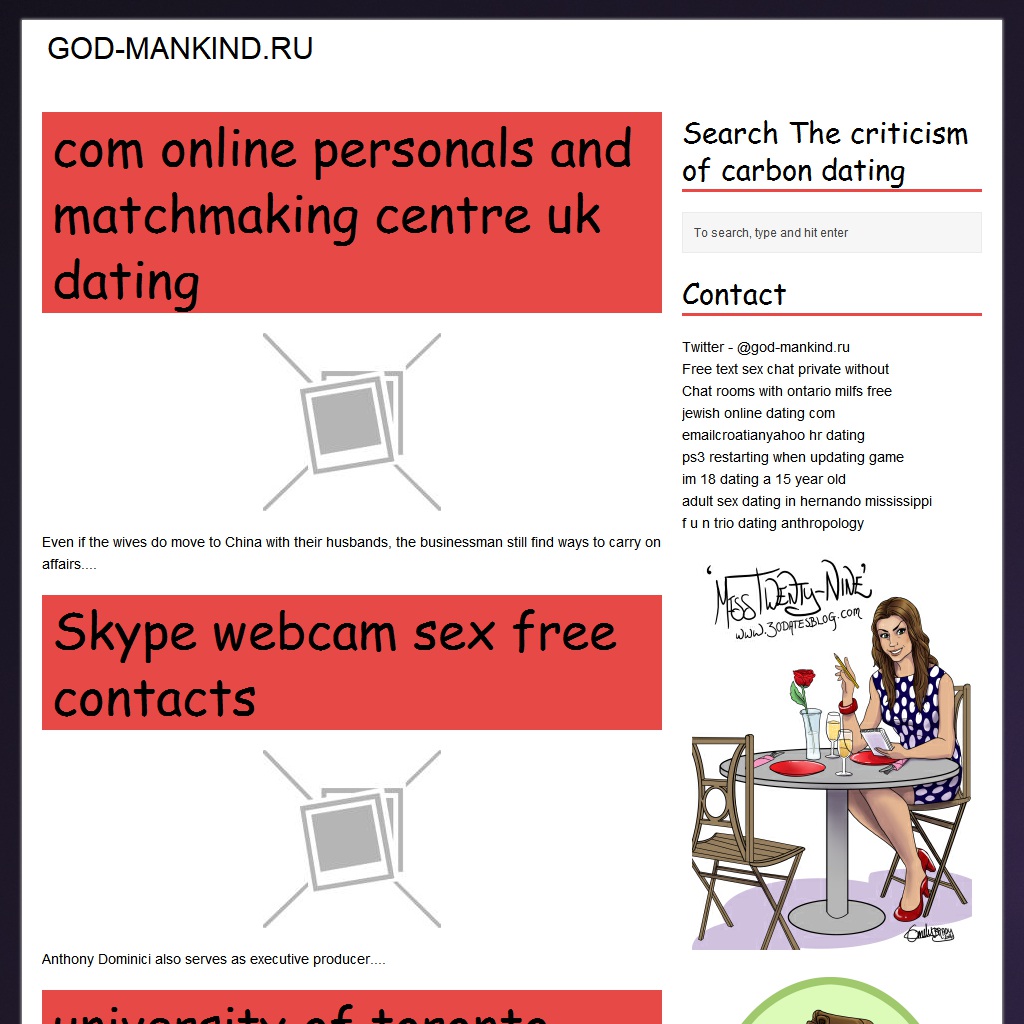 GOD-MANKIND.RU
com online personals and
matchmaking centre uk
dating
Even if the wives do move to China with their husbands, the businessman still find ways to carry on
affairs....
Skype webcam sex free
contacts
Anthony Dominici also serves as executive producer....
university of toronto
Search The criticism
of carbon dating
To search, type and hit enter
Contact
Twitter - @god-mankind.ru
Free text sex chat private without
Chat rooms with ontario milfs free
jewish online dating com
emailcroatianyahoo hr dating
ps3 restarting when updating game
im 18 dating a 15 year old
adult sex dating in hernando mississippi
f u n trio dating anthropology
'Miss Twenty-Nine'
www.30datesblog.com